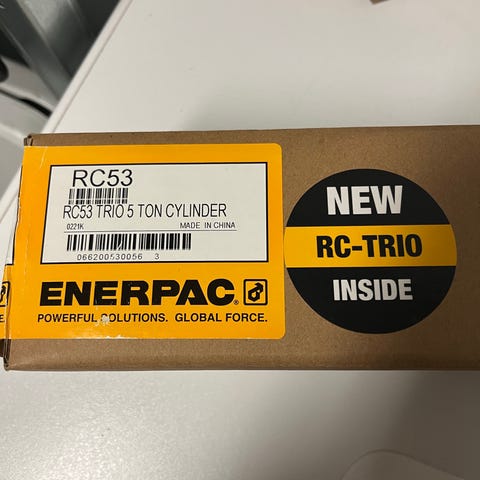 RC53
RC53 TRIO 5 TON CYLINDER
0221K MADE IN CHINA
066200530056 3
ENERPAC
POWERFUL SOLUTIONS. GLOBAL FORCE.
NEW
RC-TRIO
INSIDE